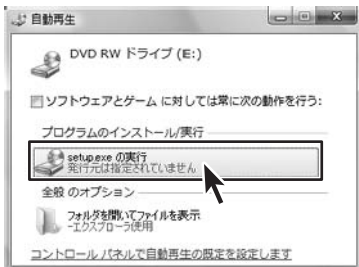 自動再生
DVD RW ドライブ (E:)
ソフトウェアとゲーム に対しては常に次の動作を行う:
プログラムのインストール/実行
setup.exe の実行
発行元は指定されていません
全般 のオプション
フォルダを開いてファイルを表示
-エクスプローラ使用
コントロール パネルで自動再生の既定を設定します